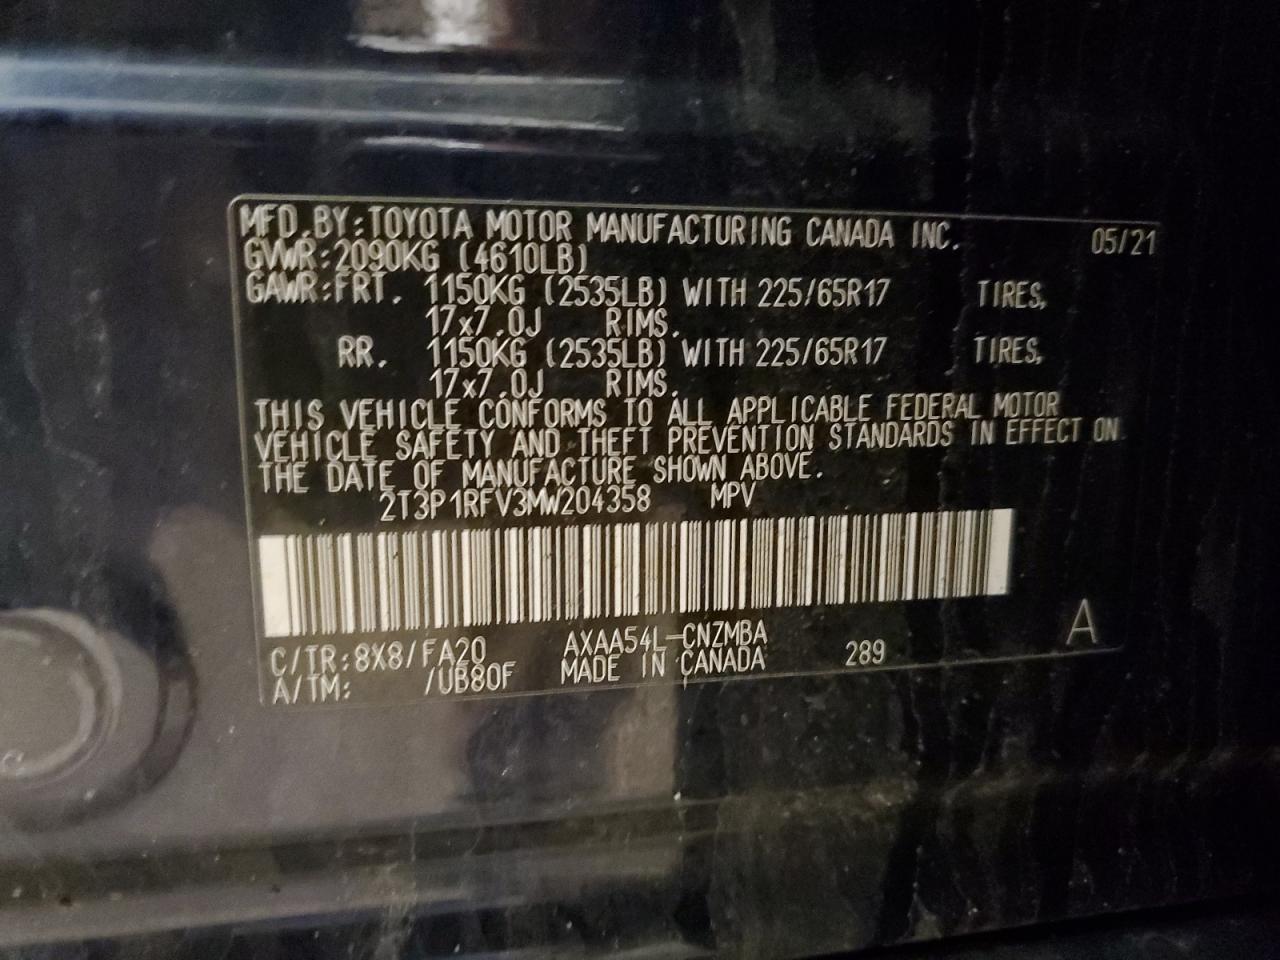 MFD.BY:TOYOTA MOTOR MANUFACTURING CANADA INC. 05/21
GVWR:2090KG (4610LB)
GAWR:FRT. 1150KG (2535LB) WITH 225/65R17 TIRES,
17x7.0J RIMS.
RR. 1150KG (2535LB) WITH 225/65R17 TIRES,
17x7.0J RIMS.
THIS VEHICLE CONFORMS TO ALL APPLICABLE FEDERAL MOTOR
VEHICLE SAFETY AND THEFT PREVENTION STANDARDS IN EFFECT ON
THE DATE OF MANUFACTURE SHOWN ABOVE.
2T3P1RFV3MW204358 MPV
C/TR:8X8/FA20 AXAA54L-CNZMBA 289 A
A/TM: /UB80F MADE IN CANADA